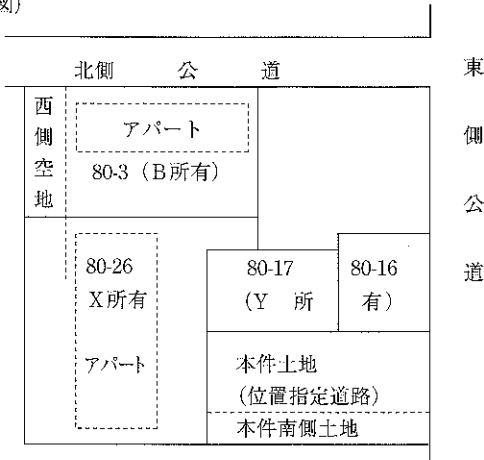 図)
北側 公 道
東側公道
西側空地
アパート
80-3 (B所有)
80-26
X所有
アパート
80-17
(Y 所
80-16
有)
本件土地
(位置指定道路)
本件南側土地